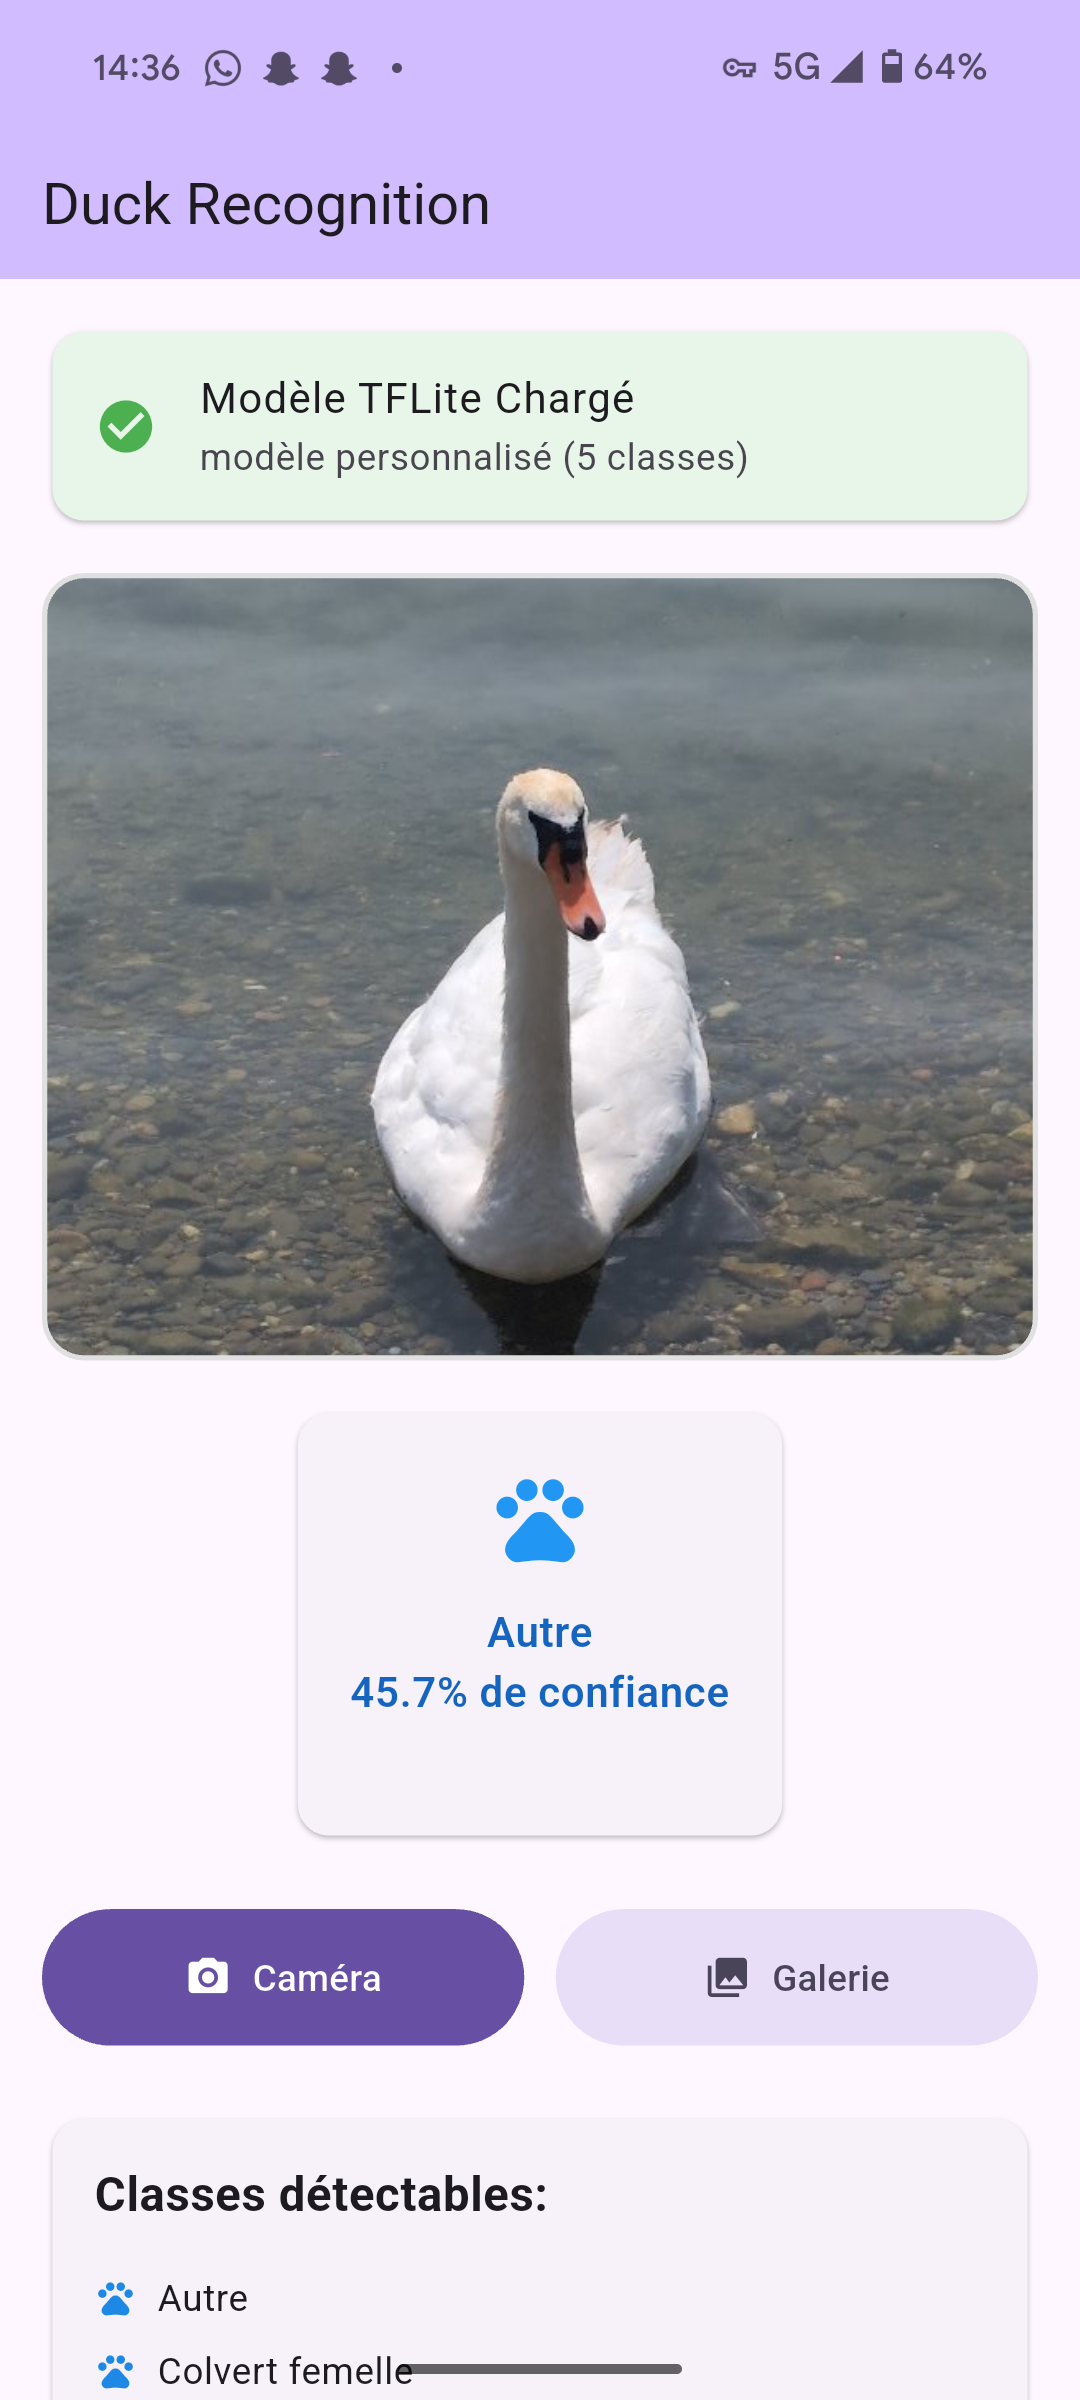 14:36 5G 64%
Duck Recognition
Modèle TFLite Chargé
modèle personnalisé (5 classes)
Autre
45.7% de confiance
Caméra
Galerie
Classes détectables:
Autre
Colvert femelle